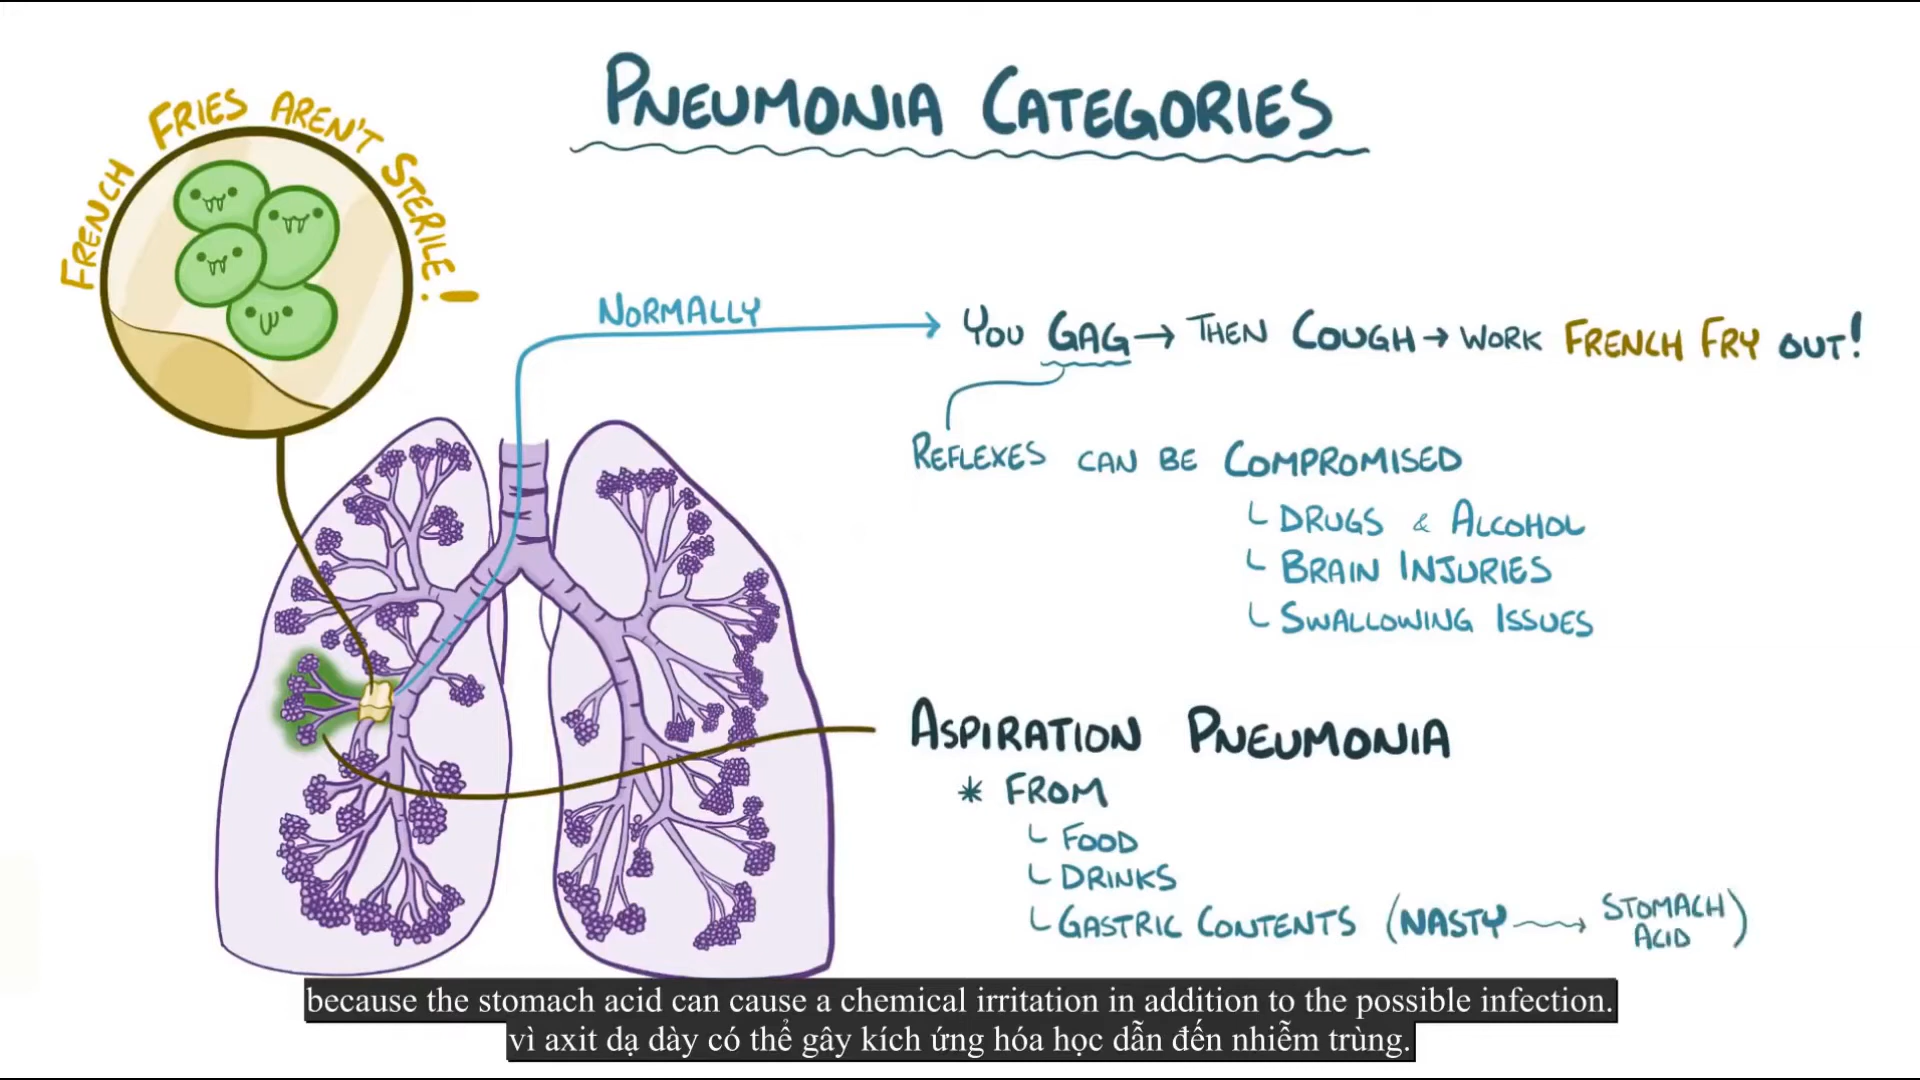 PNEUMONIA CATEGORIES
FRENCH FRIES AREN'T STERILE!
NORMALLY
YOU GAG → THEN COUGH → WORK FRENCH FRY OUT!
REFLEXES CAN BE COMPROMISED
DRUGS & ALCOHOL
BRAIN INJURIES
SWALLOWING ISSUES
ASPIRATION PNEUMONIA
* FROM
FOOD
DRINKS
GASTRIC CONTENTS (NASTY → STOMACH ACID)
because the stomach acid can cause a chemical irritation in addition to the possible infection.
vì axit dạ dày có thể gây kích ứng hóa học dẫn đến nhiễm trùng.